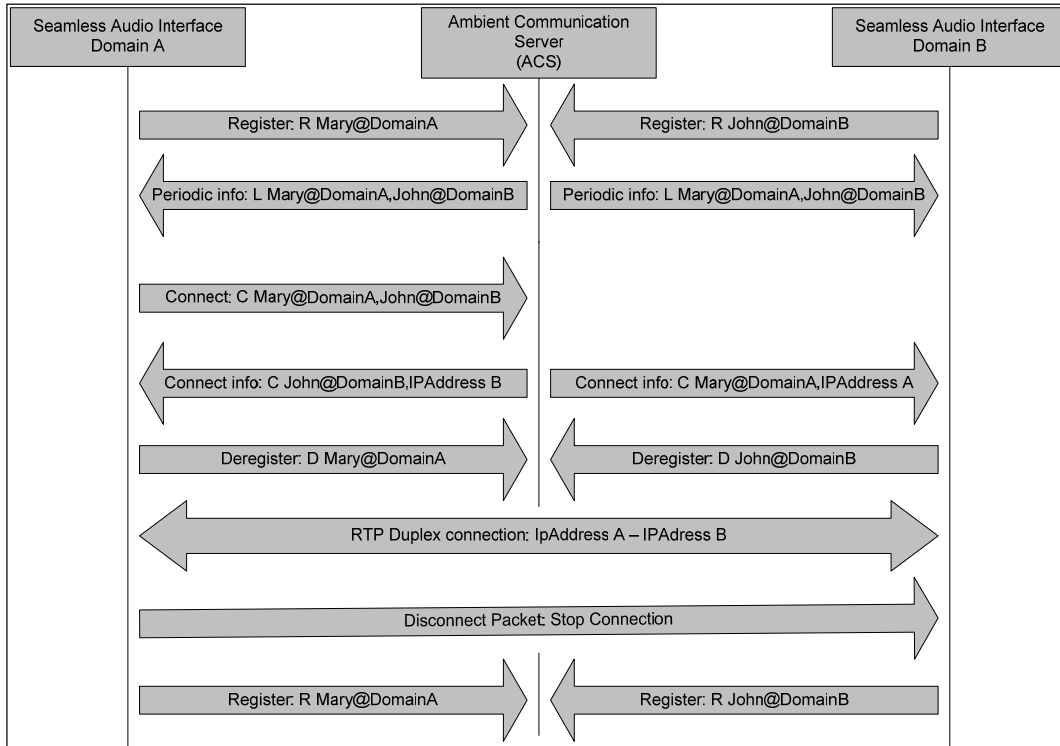 Seamless Audio Interface
Domain A
Ambient Communication
Server
(ACS)
Seamless Audio Interface
Domain B
Register: R Mary@DomainA
Register: R John@DomainB
Periodic info: L Mary@DomainA,John@DomainB
Periodic info: L Mary@DomainA,John@DomainB
Connect: C Mary@DomainA,John@DomainB
Connect info: C John@DomainB,IPAddress B
Connect info: C Mary@DomainA,IPAddress A
Deregister: D Mary@DomainA
Deregister: D John@DomainB
RTP Duplex connection: IpAddress A – IPAdress B
Disconnect Packet: Stop Connection
Register: R Mary@DomainA
Register: R John@DomainB